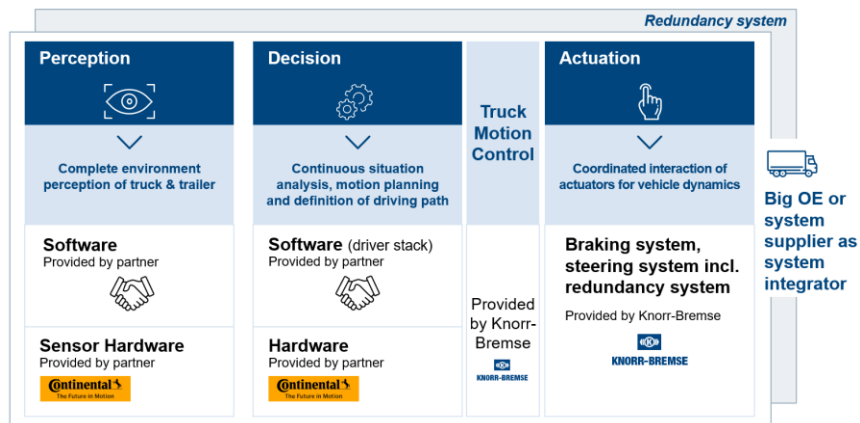 Redundancy system
Perception
Complete environment
perception of truck & trailer
Software
Provided by partner
Sensor Hardware
Provided by partner
Continental
The Future in Motion
Decision
Continuous situation
analysis, motion planning
and definition of driving path
Software (driver stack)
Provided by partner
Hardware
Provided by partner
Continental
The Future in Motion
Truck
Motion
Control
Provided
by Knorr-
Bremse
KNORR-BREMSE
Actuation
Coordinated interaction of
actuators for vehicle dynamics
Braking system,
steering system incl.
redundancy system
Provided by Knorr-Bremse
KNORR-BREMSE
Big OE or
system
supplier as
system
integrator